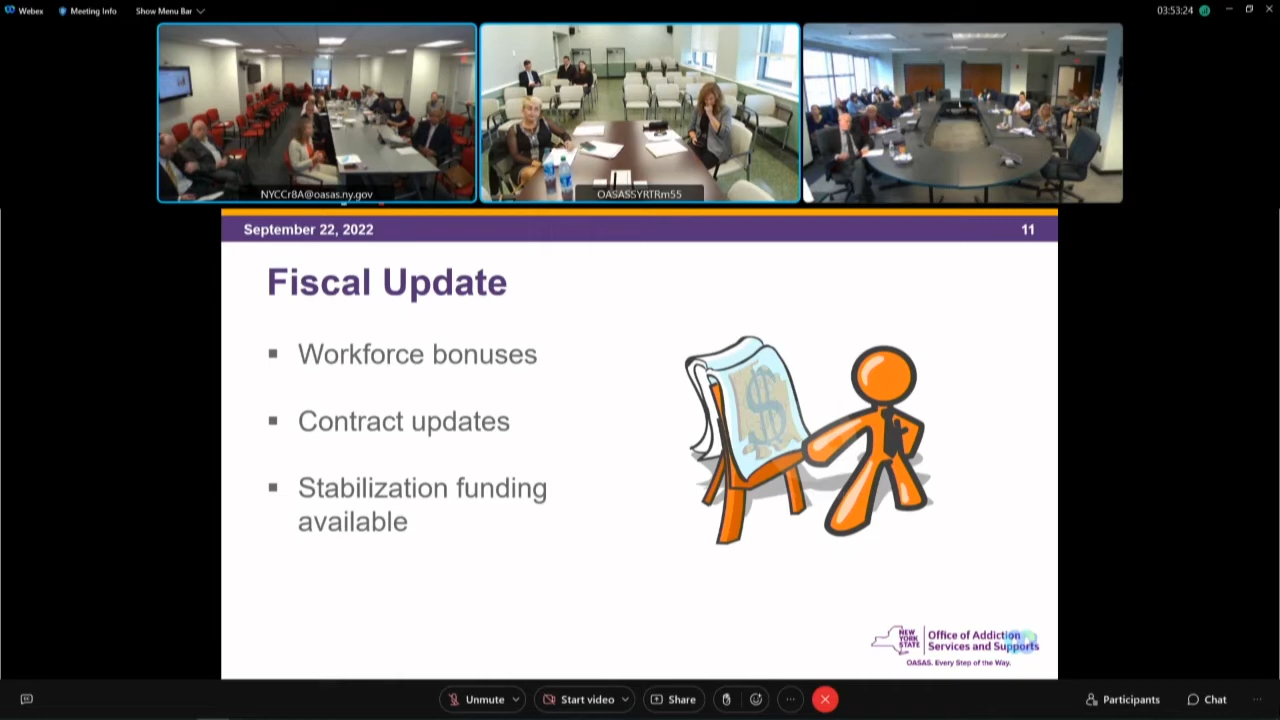 Webex
Meeting Info
Show Menu Bar
03:53:24
NYCCr8A@oasas.ny.gov
OASASSYRTRm55
September 22, 2022
11
Fiscal Update
Workforce bonuses
Contract updates
Stabilization funding
available
$
NEW
YORK
STATE
Office of Addiction
Services and Supports
OASAS. Every Step of the Way.
Unmute
Start video
Share
Participants
Chat